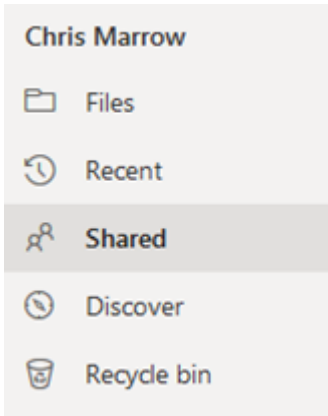 Chris Marrow
Files
Recent
Shared
Discover
Recycle bin